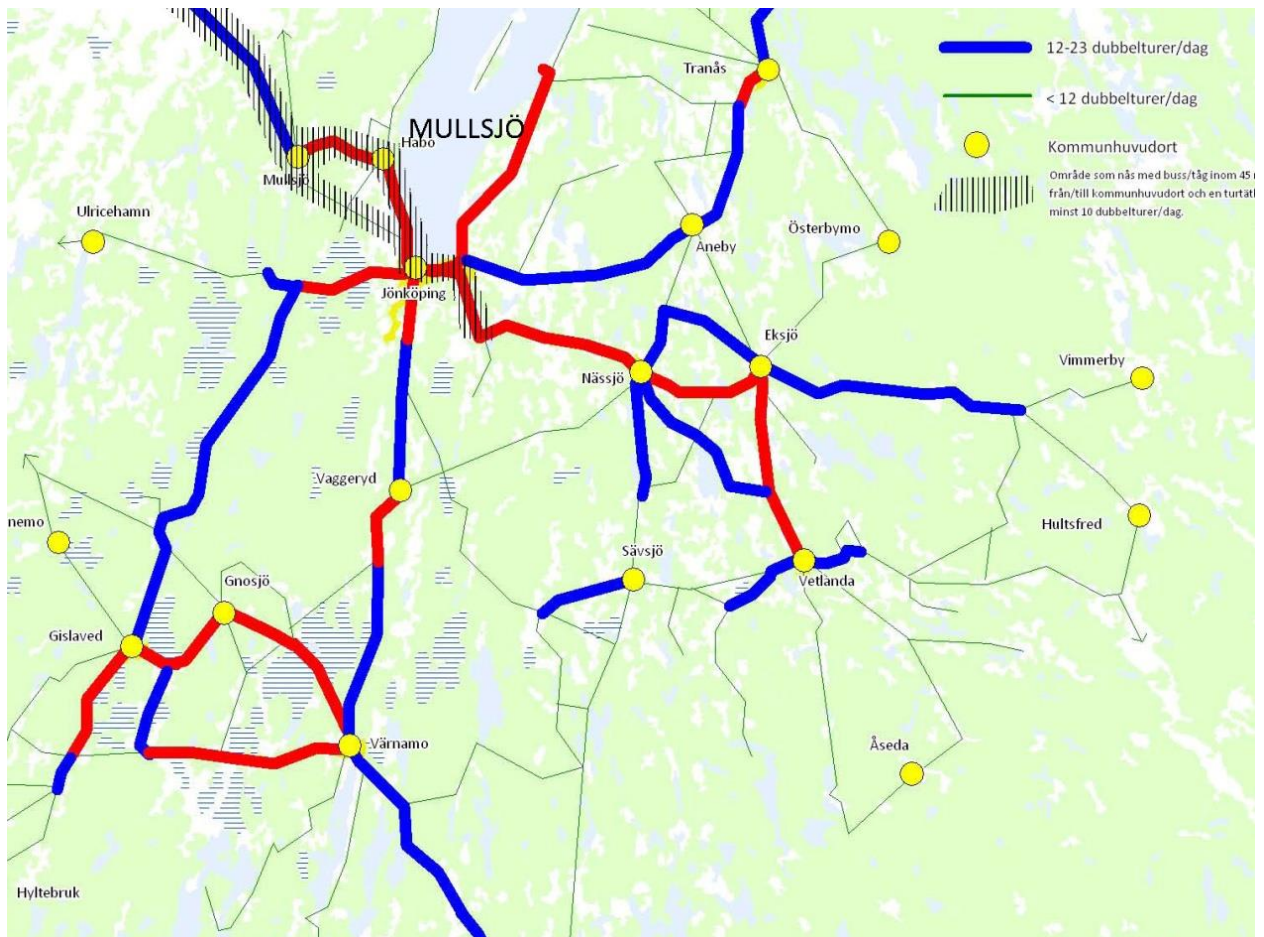 12-23 dubbelturer/dag
Tranås
< 12 dubbelturer/dag
MULLSJÖ
Habo
Kommunhuvudort
Mullsjö
Område som nås med buss/tåg inom 45
från/till kommunhuvudort och en turtät
minst 10 dubbelturer/dag.
Ulricehamn
Österbymo
Aneby
Jönköping
Eksjö
Vimmerby
Nässjö
Vaggeryd
nemo
Hultsfred
Sävsjö
Gnosjö
Vetlanda
Gislaved
Värnamo
Åseda
Hyltebruk